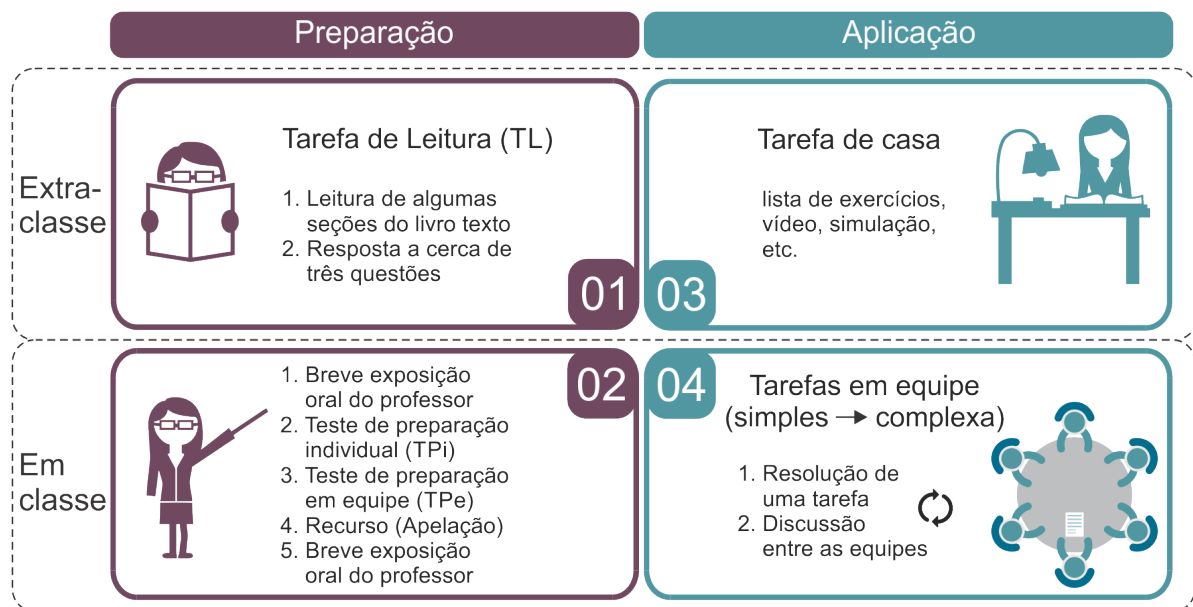 Preparação
Aplicação
Extra-
classe
Tarefa de Leitura (TL)
1. Leitura de algumas
seções do livro texto
2. Resposta a cerca de
três questões
01
Tarefa de casa
lista de exercícios,
vídeo, simulação,
etc.
03
Em
classe
1. Breve exposição
oral do professor
2. Teste de preparação
individual (TPi)
3. Teste de preparação
em equipe (TPe)
4. Recurso (Apelação)
5. Breve exposição
oral do professor
02
04
Tarefas em equipe
(simples → complexa)
1. Resolução de
uma tarefa
2. Discussão
entre as equipes